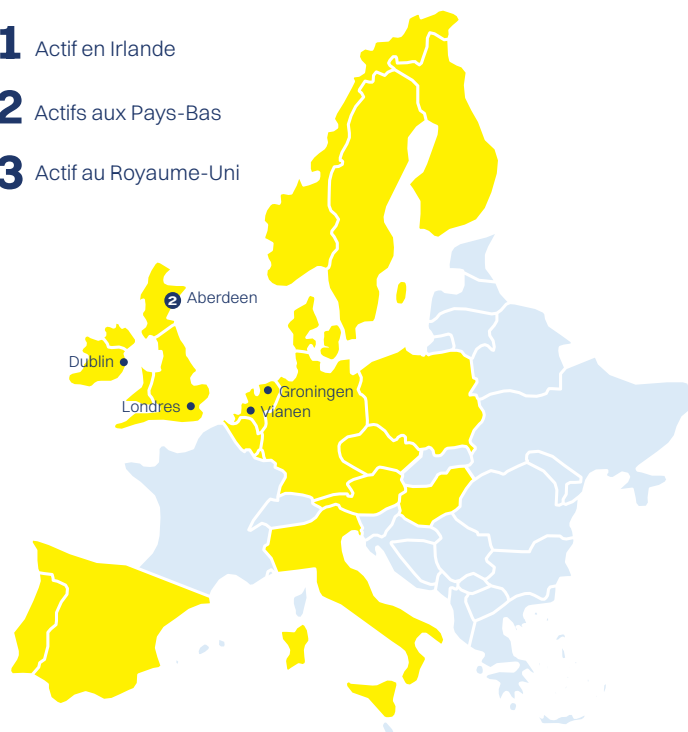 1 Actif en Irlande
2 Actifs aux Pays-Bas
3 Actif au Royaume-Uni
2 Aberdeen
Dublin
Groningen
Londres
Vianen